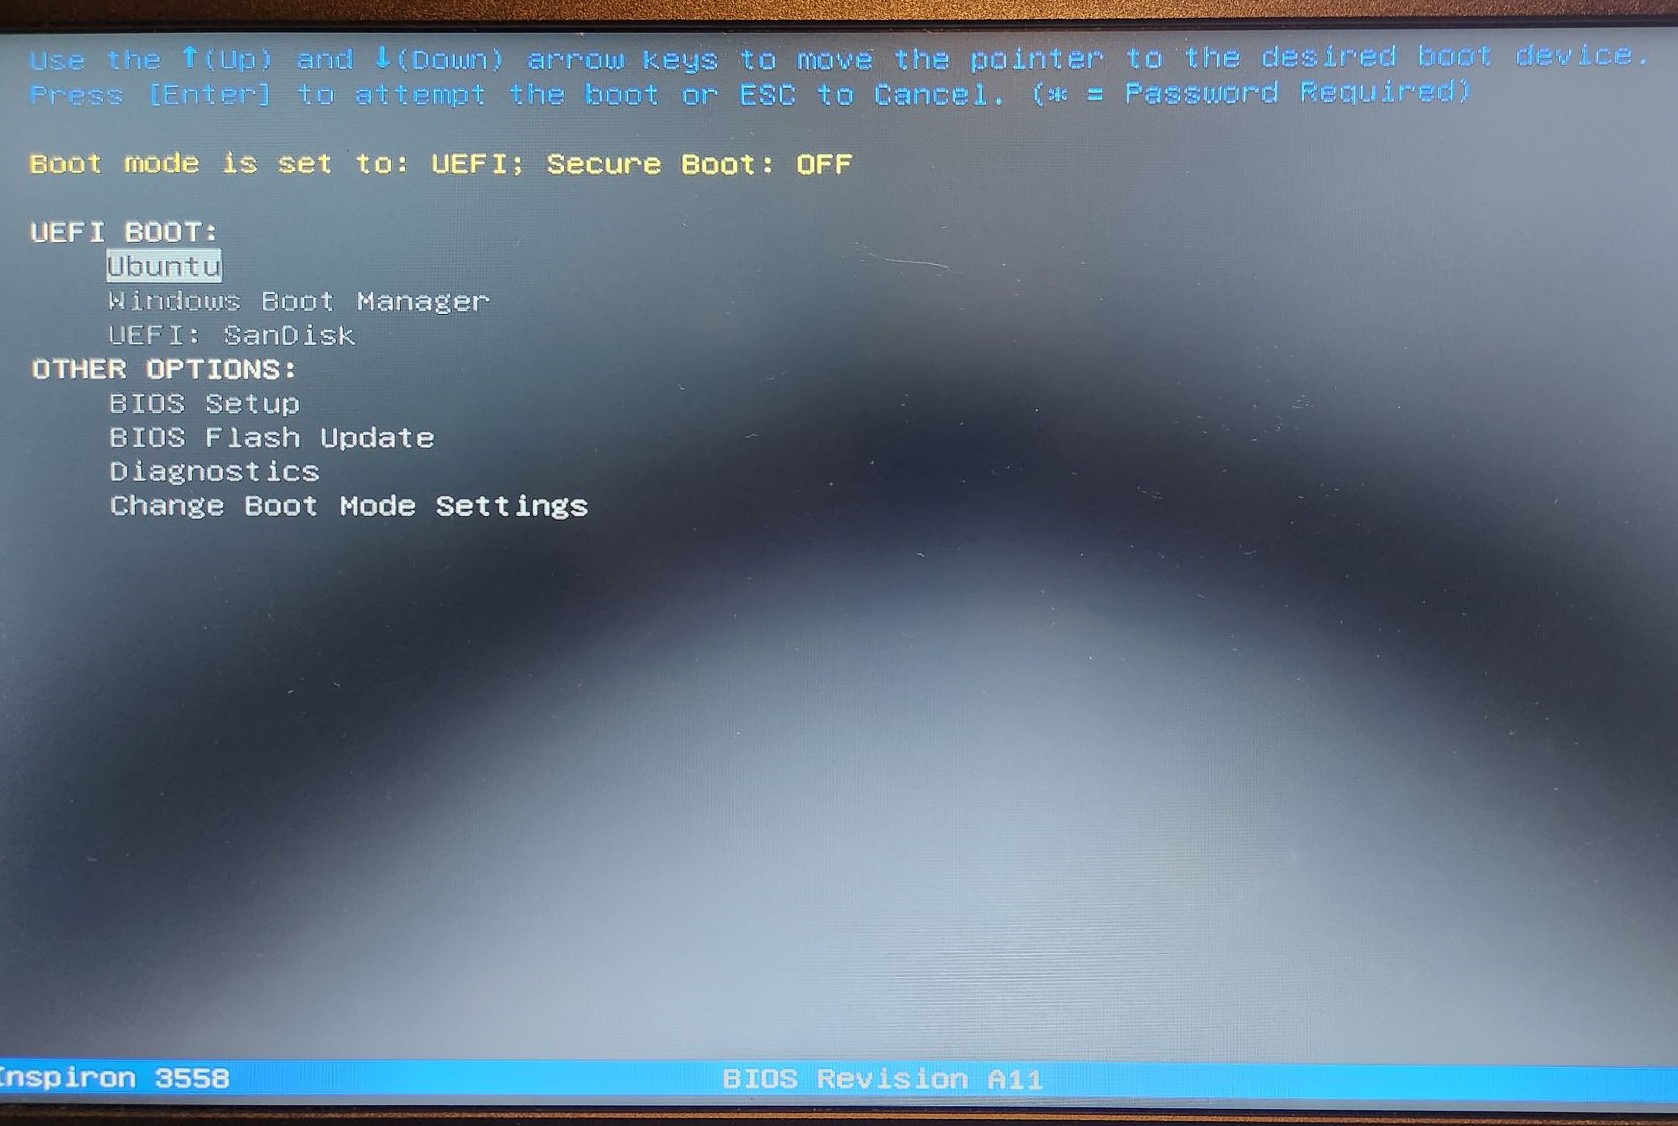 Use the ↑(Up) and ↓(Down) arrow keys to move the pointer to the desired boot device.
Press [Enter] to attempt the boot or ESC to Cancel. (* = Password Required)
Boot mode is set to: UEFI; Secure Boot: OFF
UEFI BOOT:
Ubuntu
Windows Boot Manager
UEFI: SanDisk
OTHER OPTIONS:
BIOS Setup
BIOS Flash Update
Diagnostics
Change Boot Mode Settings
Inspiron 3558 BIOS Revision A11